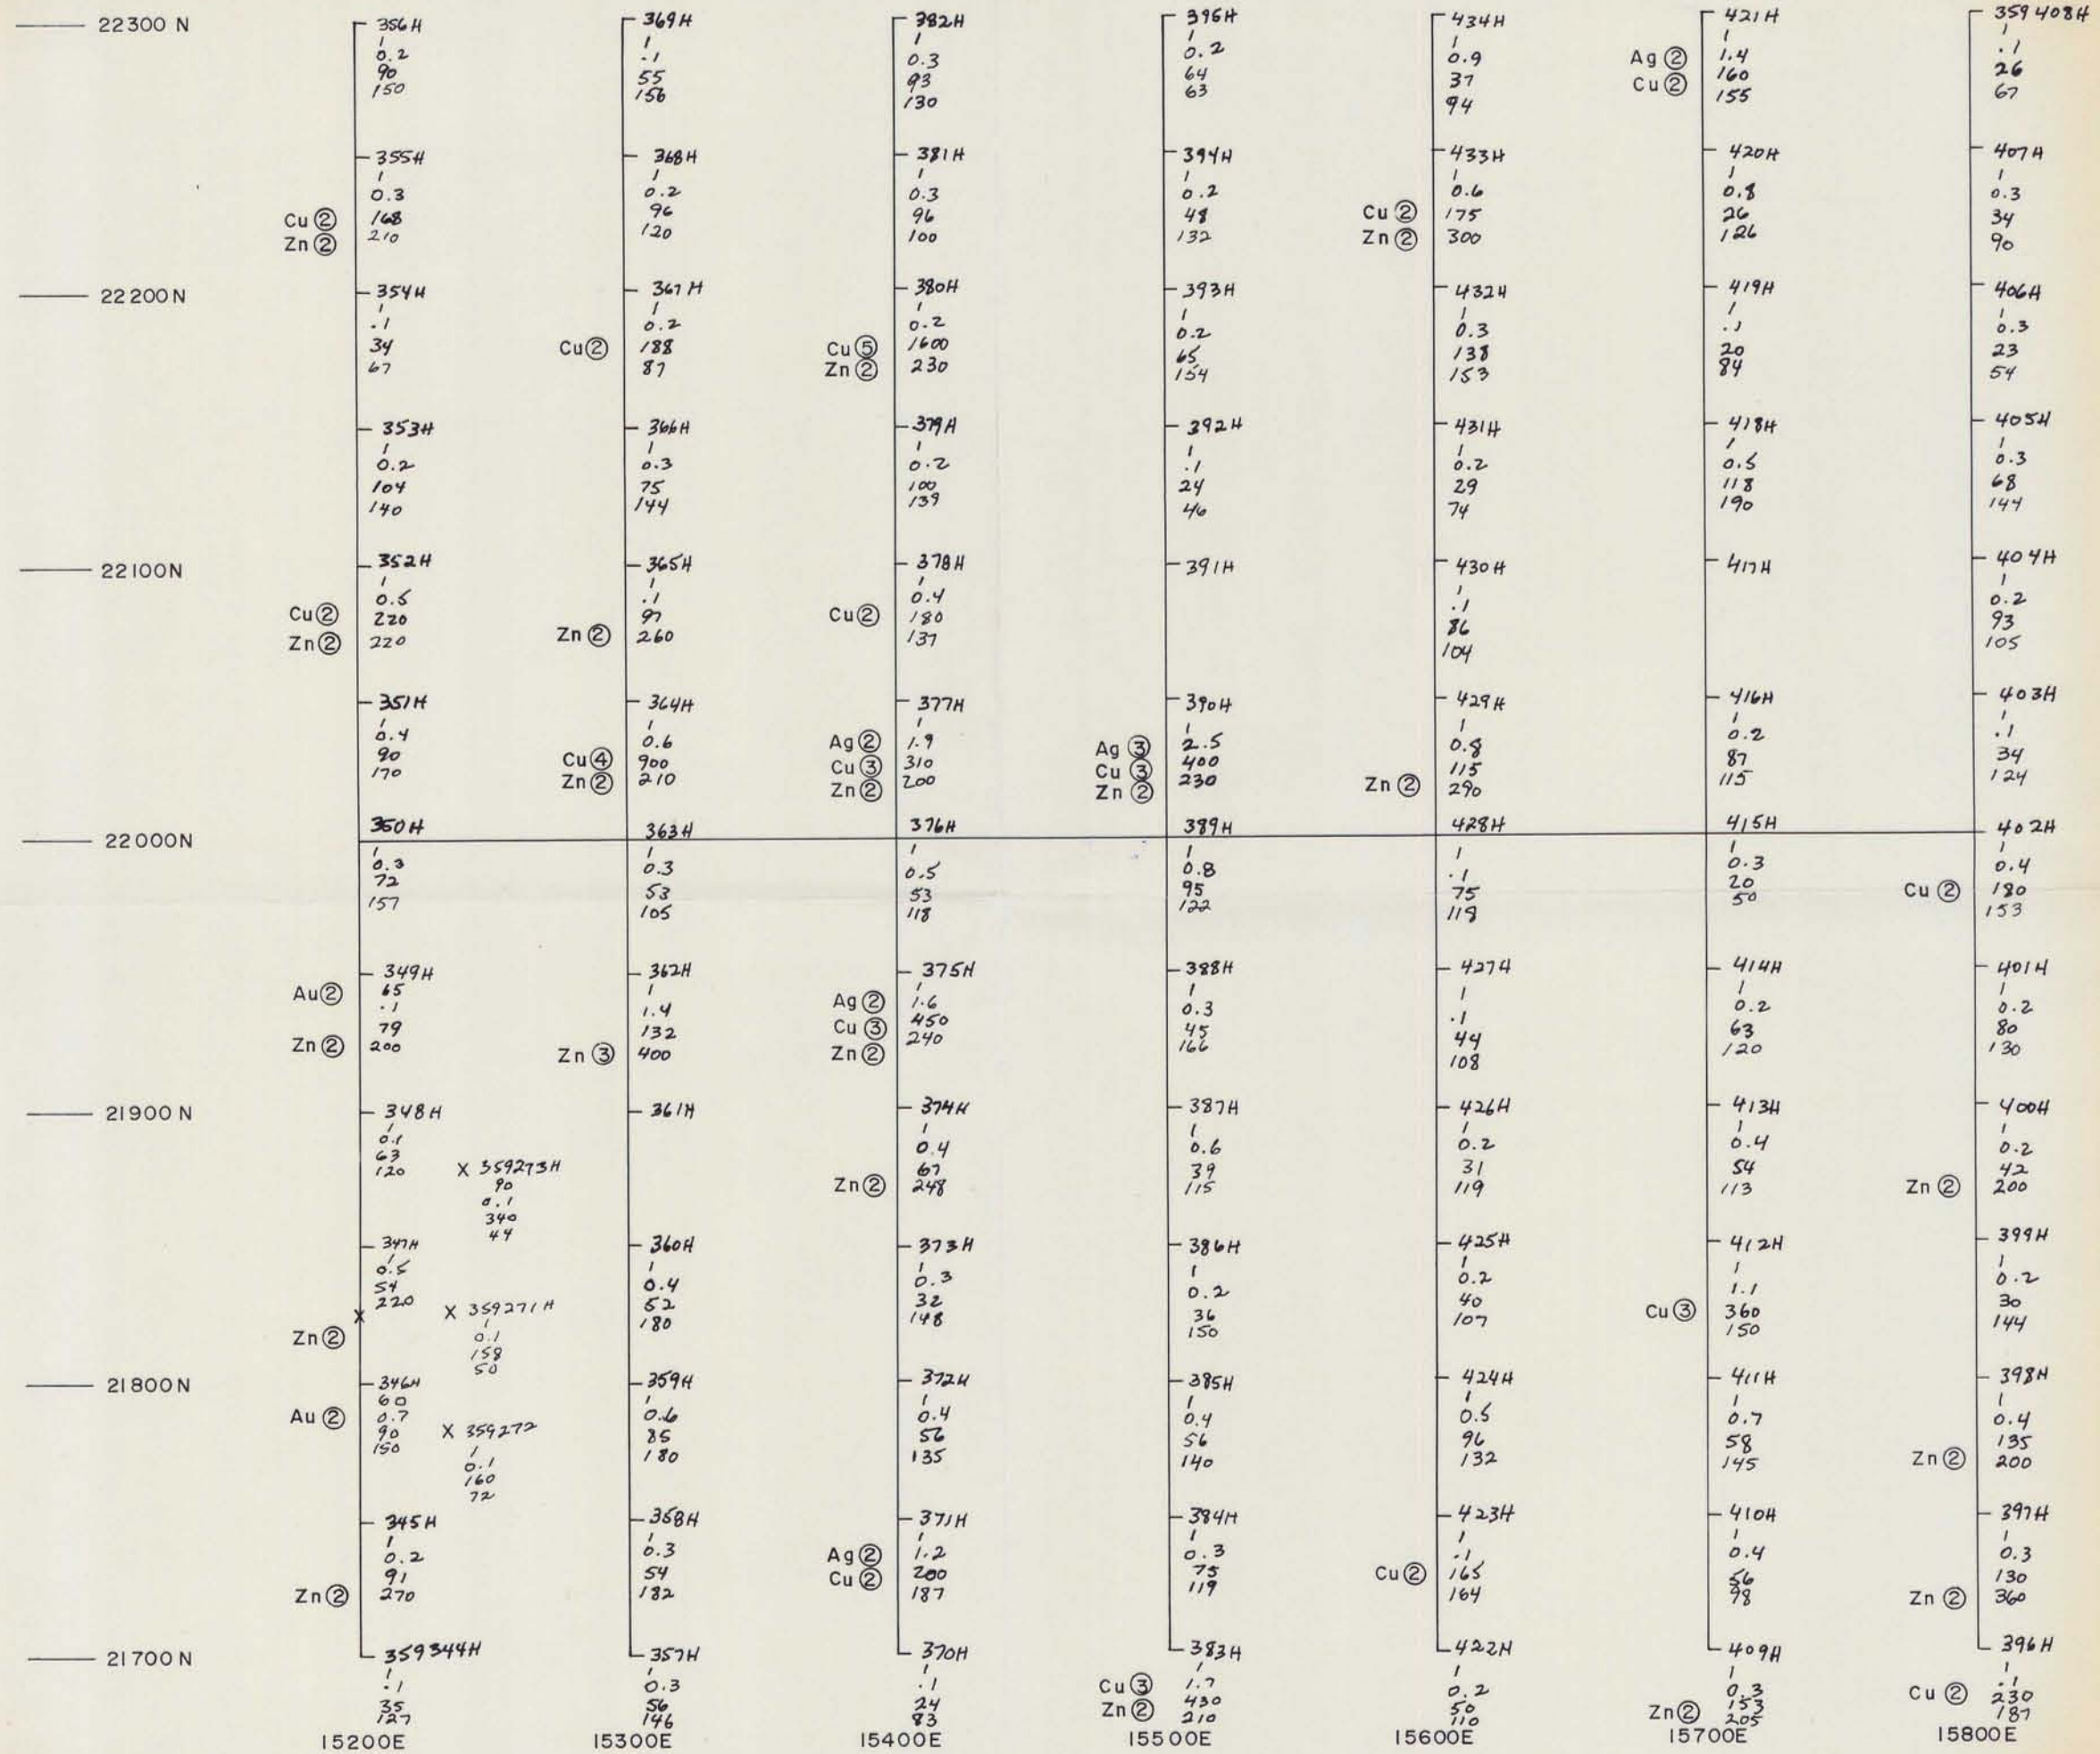 22300 N
356H
1
0.2
90
150
355H
1
0.3
Cu② 168
Zn② 210
22200N
354H
1
.1
34
67
353H
1
0.2
104
140
22100N
352H
1
0.5
Cu② 220
Zn② 220
351H
1
0.4
90
170
22000N
350H
1
0.3
72
157
349H
Au② 65
.1
79
Zn② 200
21900N
348H
1
0.1
63
120
X 359273H
90
0.1
340
44
347H
1
0.5
54
220
X
Zn②
X 359271H
1
0.1
158
50
21800N
346H
60
Au② 0.7
90
150
X 359272
1
0.1
160
72
345H
1
0.2
91
Zn② 270
21700N
359344H
1
.1
35
127
15200E
369H
1
.1
55
156
368H
1
0.2
96
120
367H
1
0.2
Cu② 188
87
366H
1
0.3
75
144
365H
1
.1
97
Zn② 260
364H
1
0.6
Cu④ 900
Zn② 210
363H
1
0.3
53
105
362H
1
1.4
132
Zn③ 400
361H
360H
1
0.4
52
180
359H
1
0.6
85
180
358H
1
0.3
54
182
357H
1
0.3
56
146
15300E
382H
1
0.3
93
130
381H
1
0.3
96
100
380H
1
0.2
Cu⑤ 1600
Zn② 230
379H
1
0.2
100
139
378H
1
0.4
Cu② 180
137
377H
1
Ag② 1.9
Cu③ 310
Zn② 200
376H
1
0.5
53
118
375H
1
Ag② 1.6
Cu③ 450
Zn② 240
374H
1
0.4
67
Zn② 248
373H
1
0.3
32
148
372H
1
0.4
56
135
371H
1
Ag② 1.2
Cu② 200
187
370H
1
.1
24
83
15400E
395H
1
0.2
64
63
394H
1
0.2
48
132
393H
1
0.2
65
154
392H
1
.1
24
46
391H
390H
1
Ag③ 2.5
Cu③ 400
Zn② 230
389H
1
0.8
95
122
388H
1
0.3
45
166
387H
1
0.6
39
115
386H
1
0.2
36
150
385H
1
0.4
56
140
384H
1
0.3
75
119
383H
1
Cu③ 1.7
Zn② 430
210
15500E
434H
1
0.9
37
94
433H
1
0.6
Cu② 175
Zn② 300
432H
1
0.3
138
153
431H
1
0.2
29
74
430H
1
.1
86
104
429H
1
0.8
115
Zn② 290
428H
1
.1
75
119
427H
1
.1
44
108
426H
1
0.2
31
119
425H
1
0.2
40
107
424H
1
0.5
96
132
423H
1
.1
Cu② 165
164
422H
1
0.2
50
110
15600E
421H
1
Ag② 1.4
Cu② 160
155
420H
1
0.8
26
126
419H
1
.1
20
84
418H
1
0.5
118
190
417H
416H
1
0.2
87
115
415H
1
0.3
20
50
414H
1
0.2
63
120
413H
1
0.4
54
113
412H
1
1.1
Cu③ 360
150
411H
1
0.7
58
145
410H
1
0.4
56
98
409H
1
0.3
153
Zn② 205
15700E
359408H
1
.1
26
67
407H
1
0.3
34
90
406H
1
0.3
23
54
405H
1
0.3
68
144
404H
1
0.2
93
105
403H
1
.1
34
124
402H
1
0.4
Cu② 180
153
401H
1
0.2
80
130
400H
1
0.2
42
Zn② 200
399H
1
0.2
30
144
398H
1
0.4
135
Zn② 200
397H
1
0.3
130
Zn② 360
396H
1
.1
Cu② 230
187
15800E